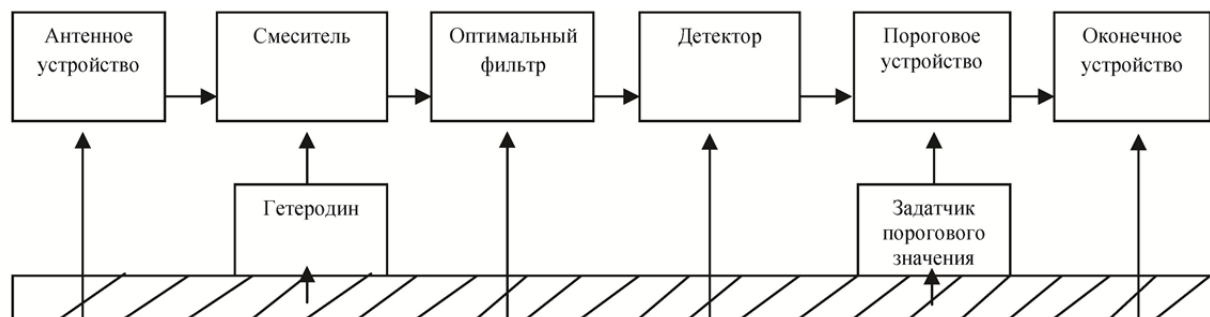 Антенное
устройство
Смеситель
Оптимальный
фильтр
Детектор
Пороговое
устройство
Оконечное
устройство
Гетеродин
Задатчик
порогового
значения